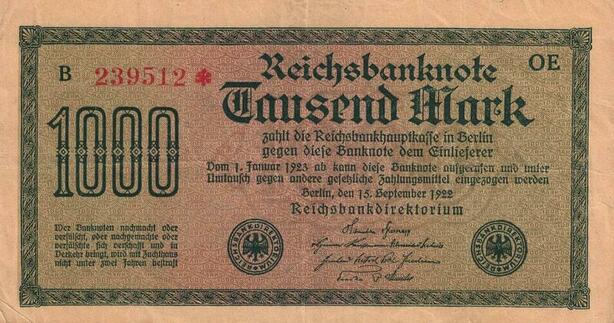 Reichsbanknote
B 239512 * OE
Tausend Mark
1000
zahlt die Reichsbankhauptkasse in Berlin
gegen diese Banknote dem Einlieferer
Vom 1. Januar 1923 ab kann diese Banknote aufgerufen und unter
Umtausch gegen andere gesetzliche Zahlungsmittel eingezogen werden
Berlin, den 15. September 1922
Reichsbankdirektorium
Wer Banknoten nachmacht oder
verfälscht, oder nachgemachte oder
verfälschte sich verschafft und in
Verkehr bringt, wird mit Zuchthaus
nicht unter zwei Jahren bestraft
REICHSBANKDIREKTORIUM
REICHSBANKDIREKTORIUM